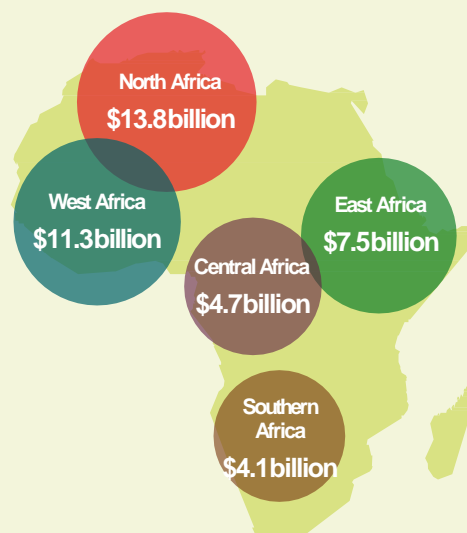 North Africa
$13.8billion
West Africa
$11.3billion
East Africa
$7.5billion
Central Africa
$4.7billion
Southern
Africa
$4.1billion